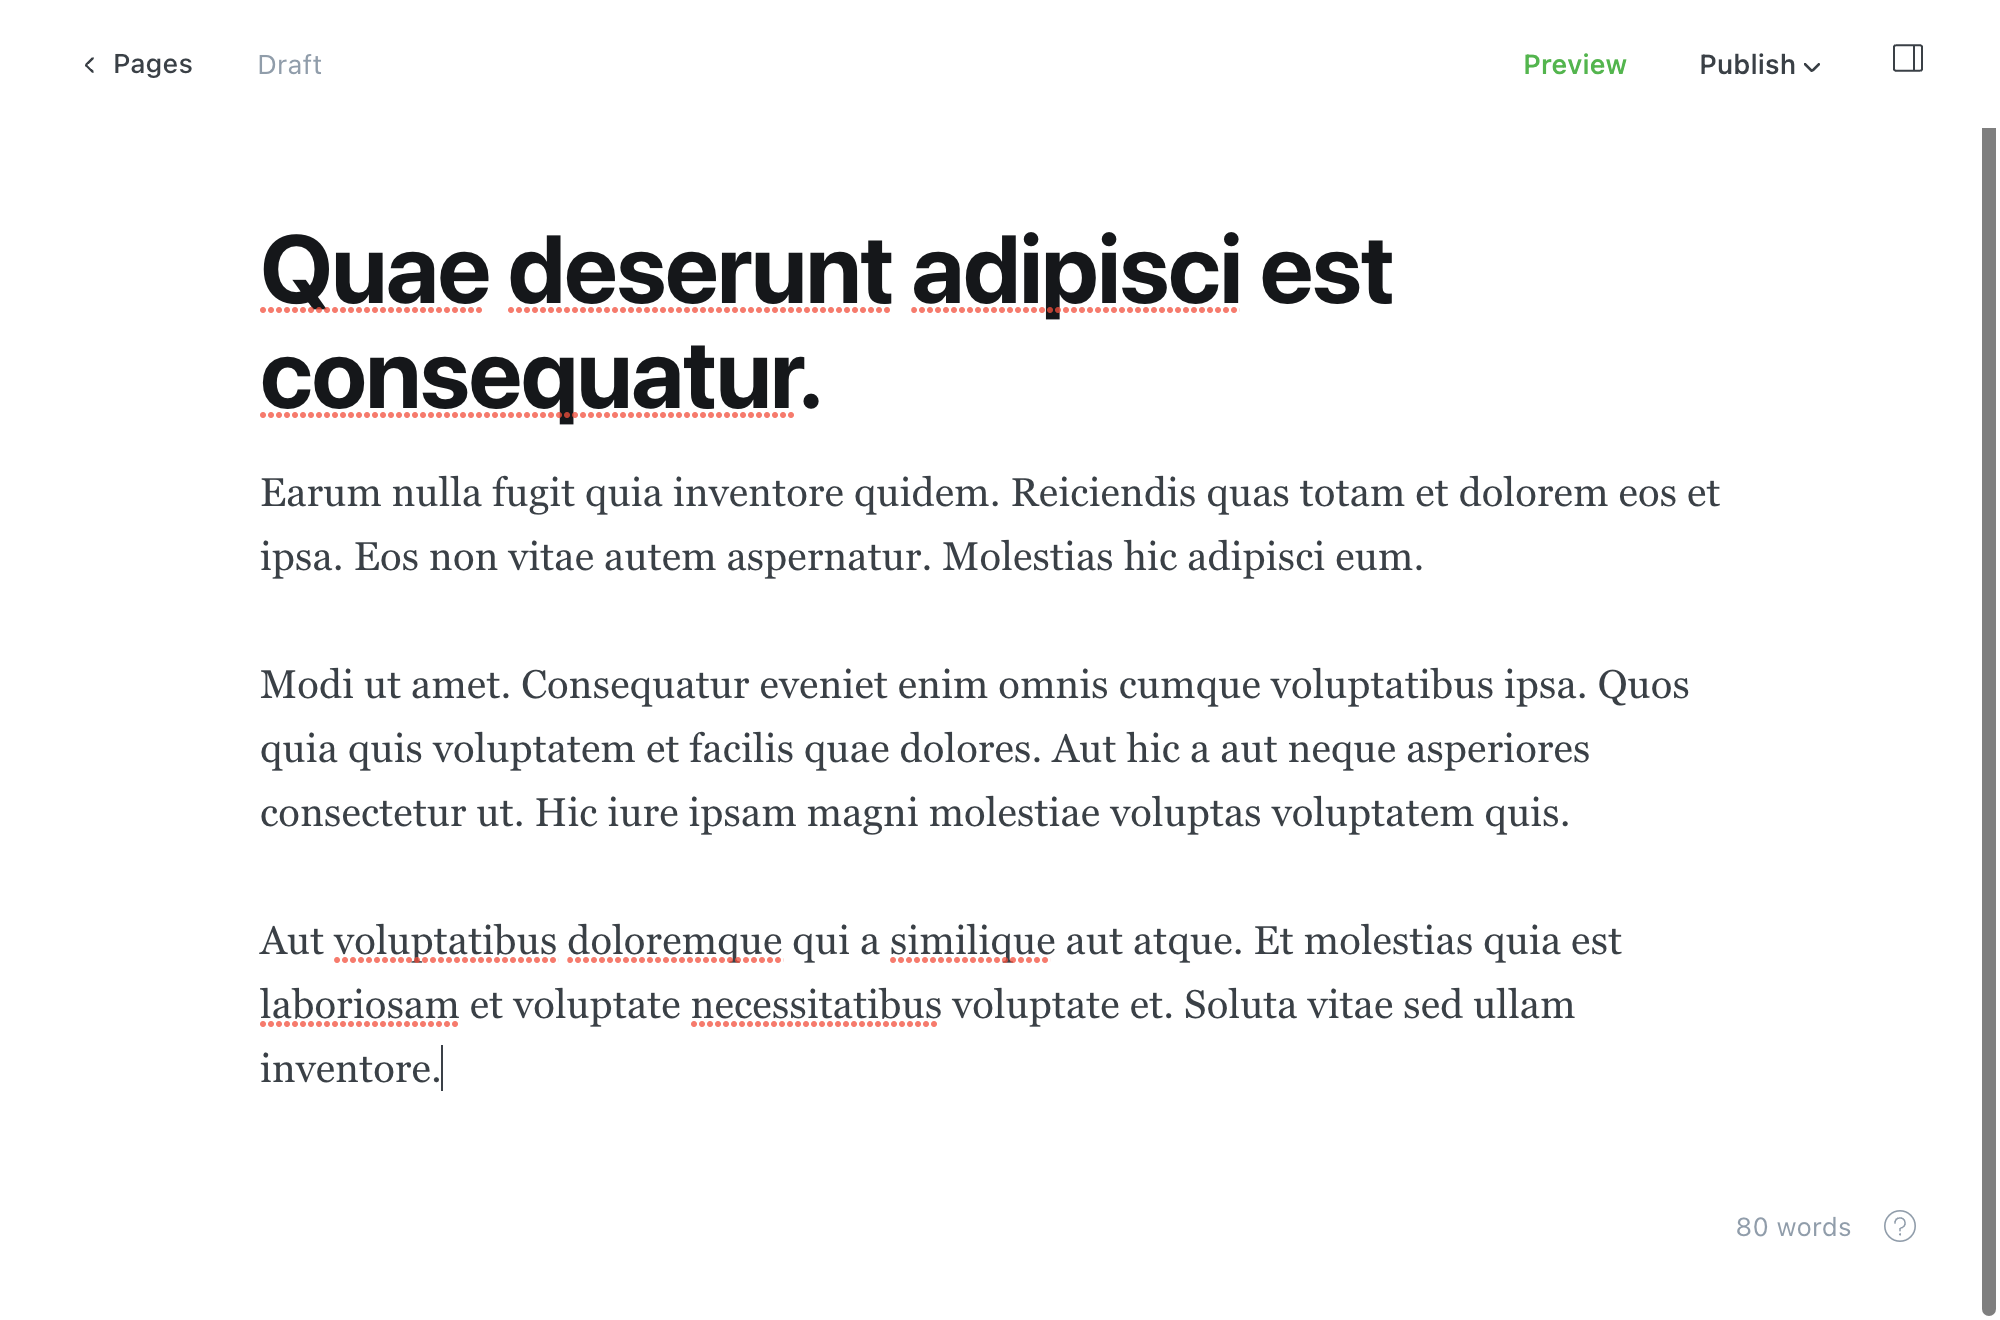 Pages Draft Preview Publish
Quae deserunt adipisci est
consequatur.
Earum nulla fugit quia inventore quidem. Reiciendis quas totam et dolorem eos et
ipsa. Eos non vitae autem aspernatur. Molestias hic adipisci eum.
Modi ut amet. Consequatur eveniet enim omnis cumque voluptatibus ipsa. Quos
quia quis voluptatem et facilis quae dolores. Aut hic a aut neque asperiores
consectetur ut. Hic iure ipsam magni molestiae voluptas voluptatem quis.
Aut voluptatibus doloremque qui a similique aut atque. Et molestias quia est
laboriosam et voluptate necessitatibus voluptate et. Soluta vitae sed ullam
inventore.
80 words ?